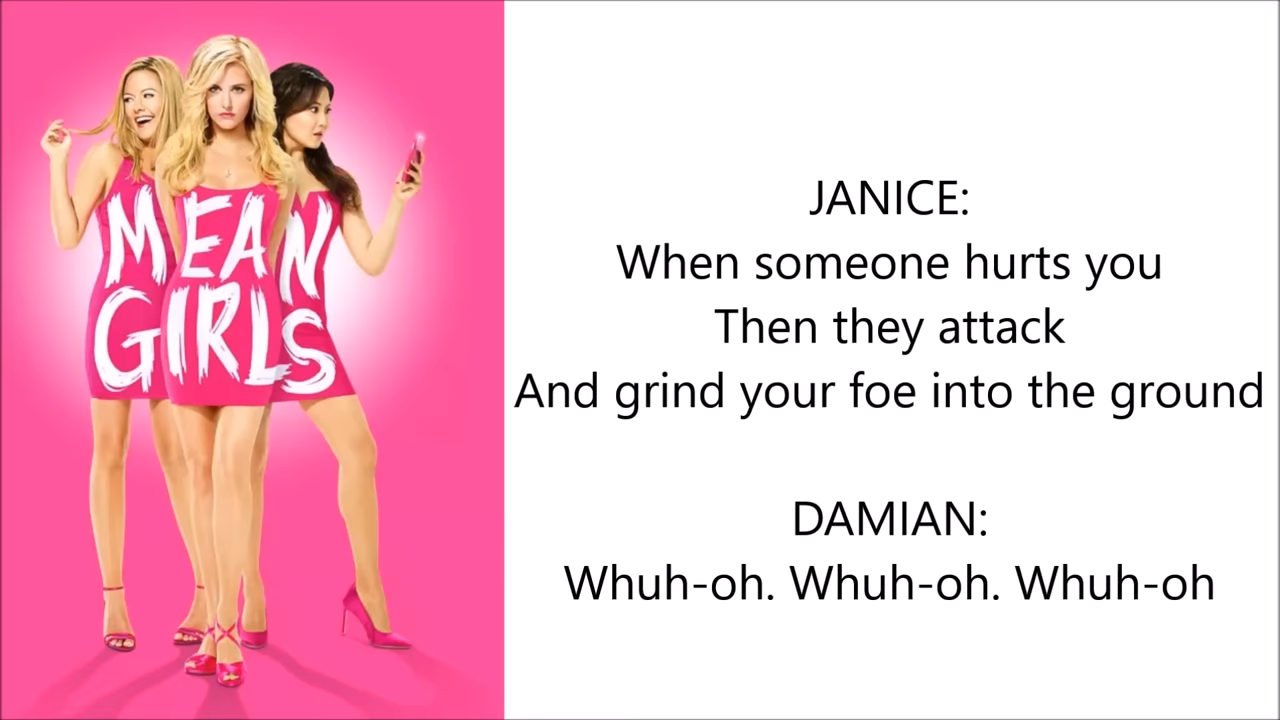 MEAN
GIRLS
JANICE:
When someone hurts you
Then they attack
And grind your foe into the ground
DAMIAN:
Whuh-oh. Whuh-oh. Whuh-oh